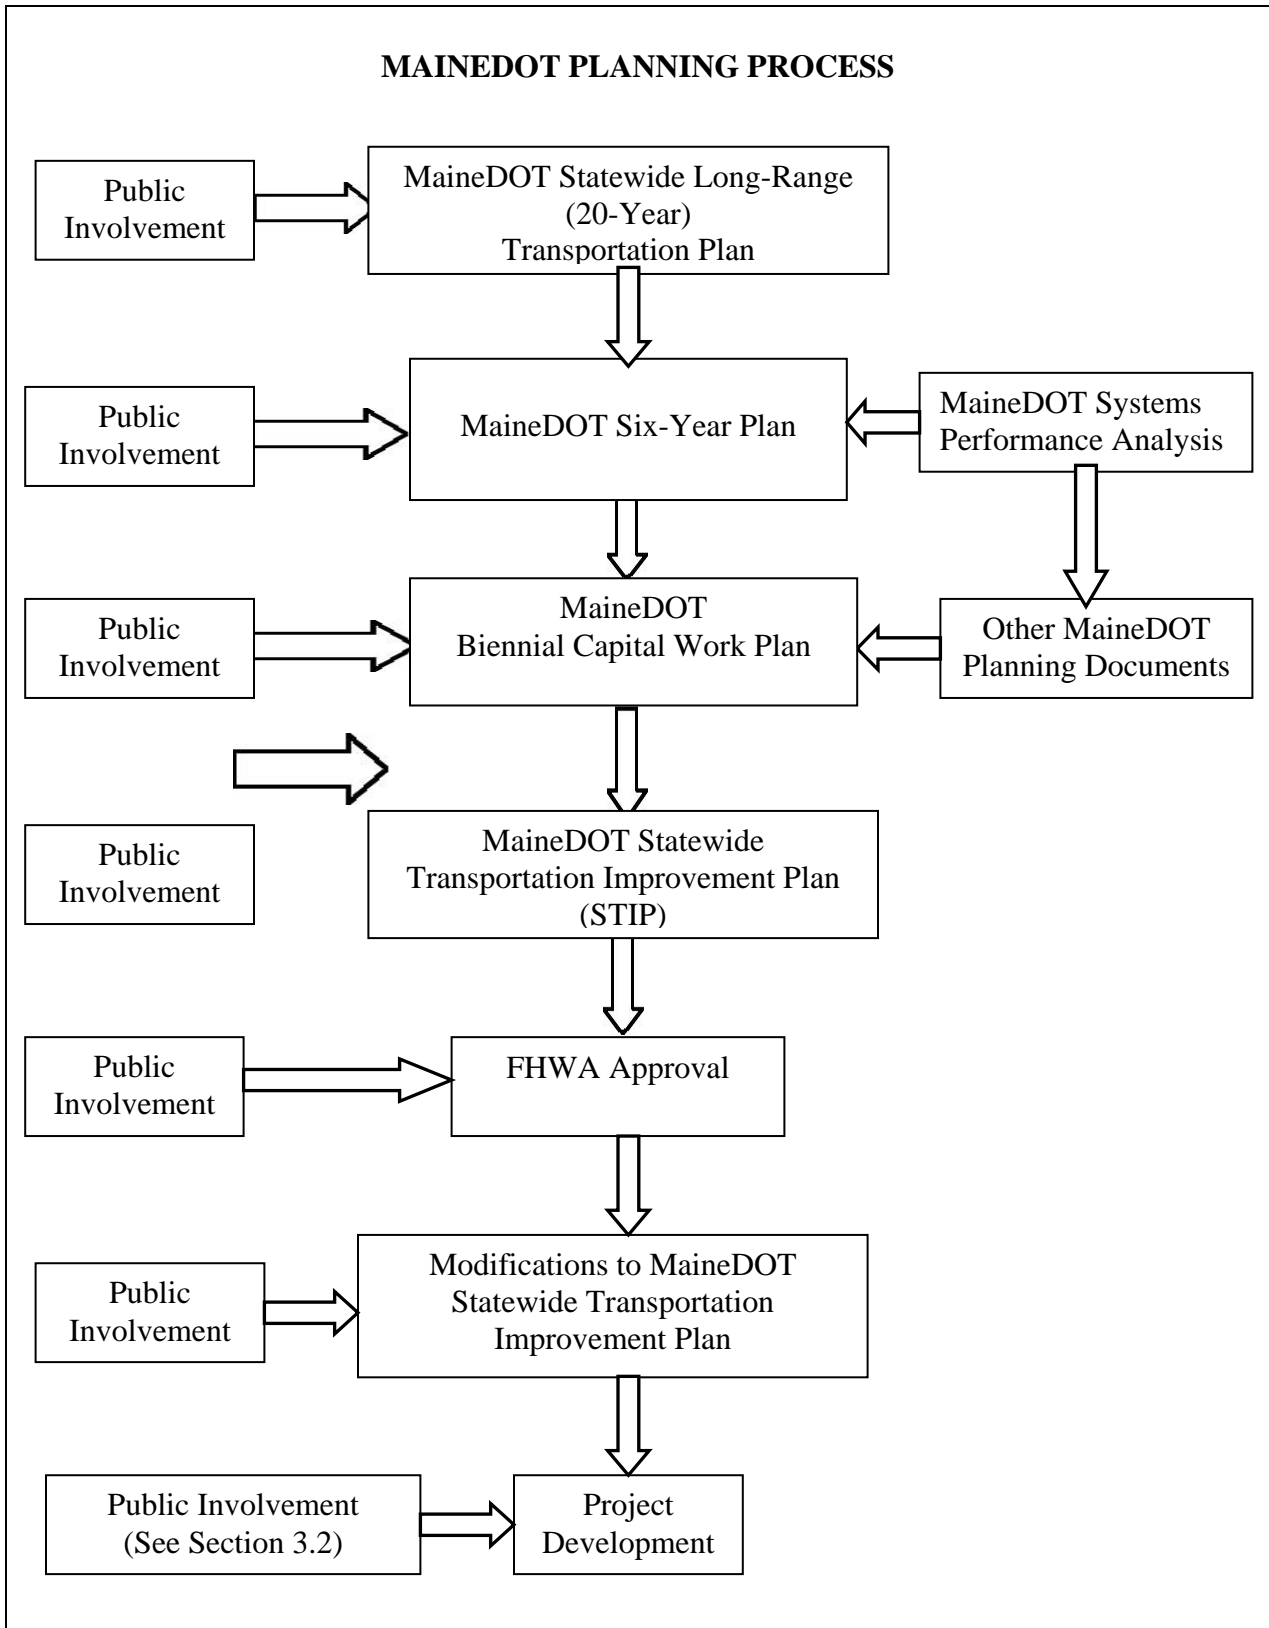 MAINEDOT PLANNING PROCESS
Public
Involvement
MaineDOT Statewide Long-Range
(20-Year)
Transportation Plan
Public
Involvement
MaineDOT Six-Year Plan
MaineDOT Systems
Performance Analysis
Public
Involvement
MaineDOT
Biennial Capital Work Plan
Other MaineDOT
Planning Documents
Public
Involvement
MaineDOT Statewide
Transportation Improvement Plan
(STIP)
Public
Involvement
FHWA Approval
Public
Involvement
Modifications to MaineDOT
Statewide Transportation
Improvement Plan
Public Involvement
(See Section 3.2)
Project
Development